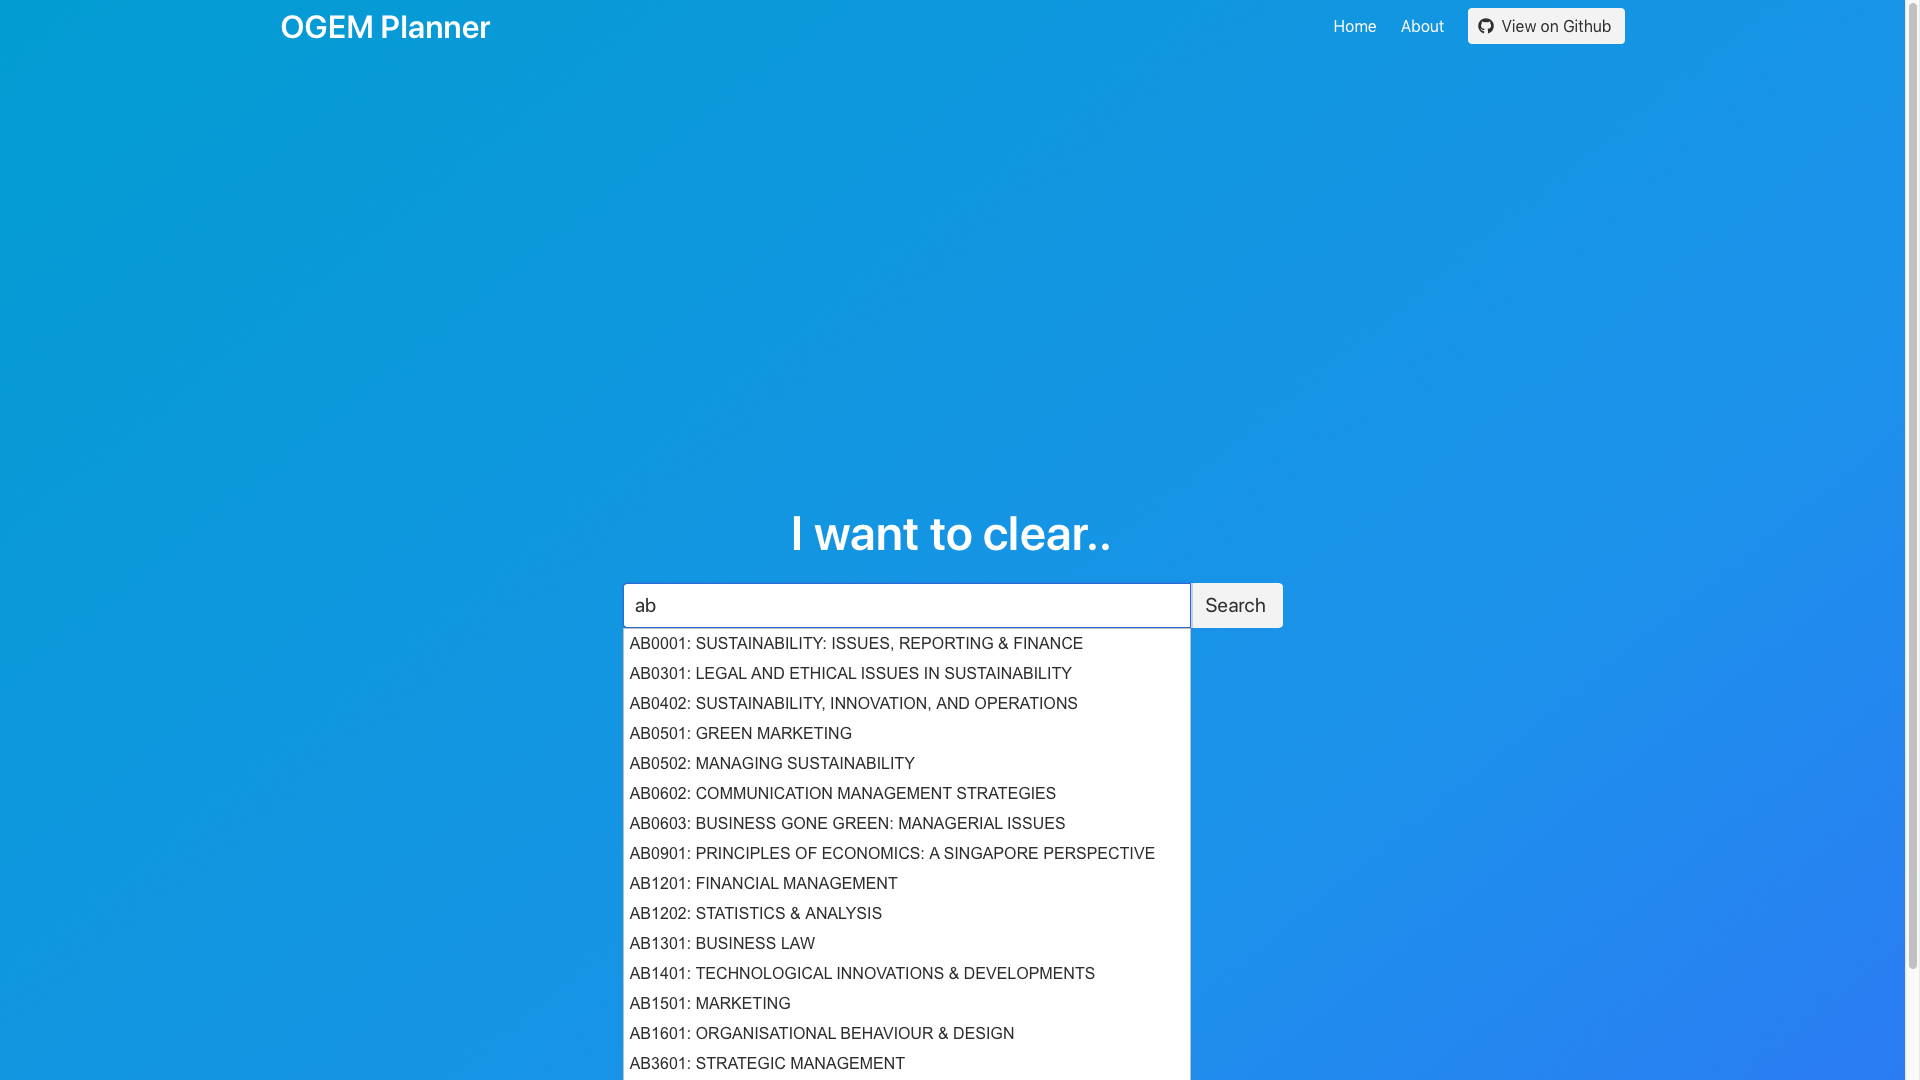 OGEM Planner
Home
About
View on Github
I want to clear..
ab
Search
AB0001: SUSTAINABILITY: ISSUES, REPORTING & FINANCE
AB0301: LEGAL AND ETHICAL ISSUES IN SUSTAINABILITY
AB0402: SUSTAINABILITY, INNOVATION, AND OPERATIONS
AB0501: GREEN MARKETING
AB0502: MANAGING SUSTAINABILITY
AB0602: COMMUNICATION MANAGEMENT STRATEGIES
AB0603: BUSINESS GONE GREEN: MANAGERIAL ISSUES
AB0901: PRINCIPLES OF ECONOMICS: A SINGAPORE PERSPECTIVE
AB1201: FINANCIAL MANAGEMENT
AB1202: STATISTICS & ANALYSIS
AB1301: BUSINESS LAW
AB1401: TECHNOLOGICAL INNOVATIONS & DEVELOPMENTS
AB1501: MARKETING
AB1601: ORGANISATIONAL BEHAVIOUR & DESIGN
AB3601: STRATEGIC MANAGEMENT